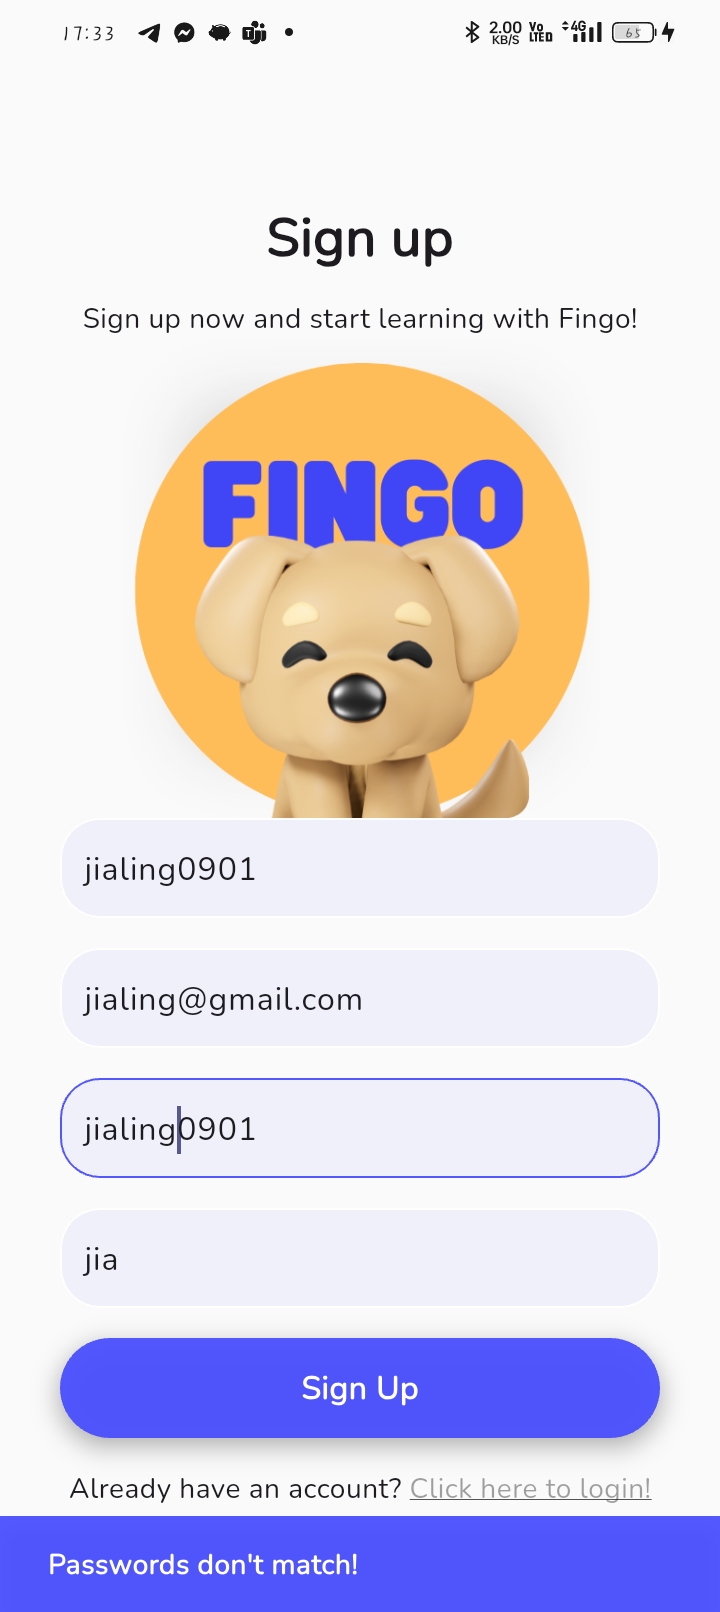 17:33 2.00 KB/S Vo LTE D 4G 65
Sign up
Sign up now and start learning with Fingo!
FINGO
jialing0901
jialing@gmail.com
jialing0901
jia
Sign Up
Already have an account? Click here to login!
Passwords don't match!